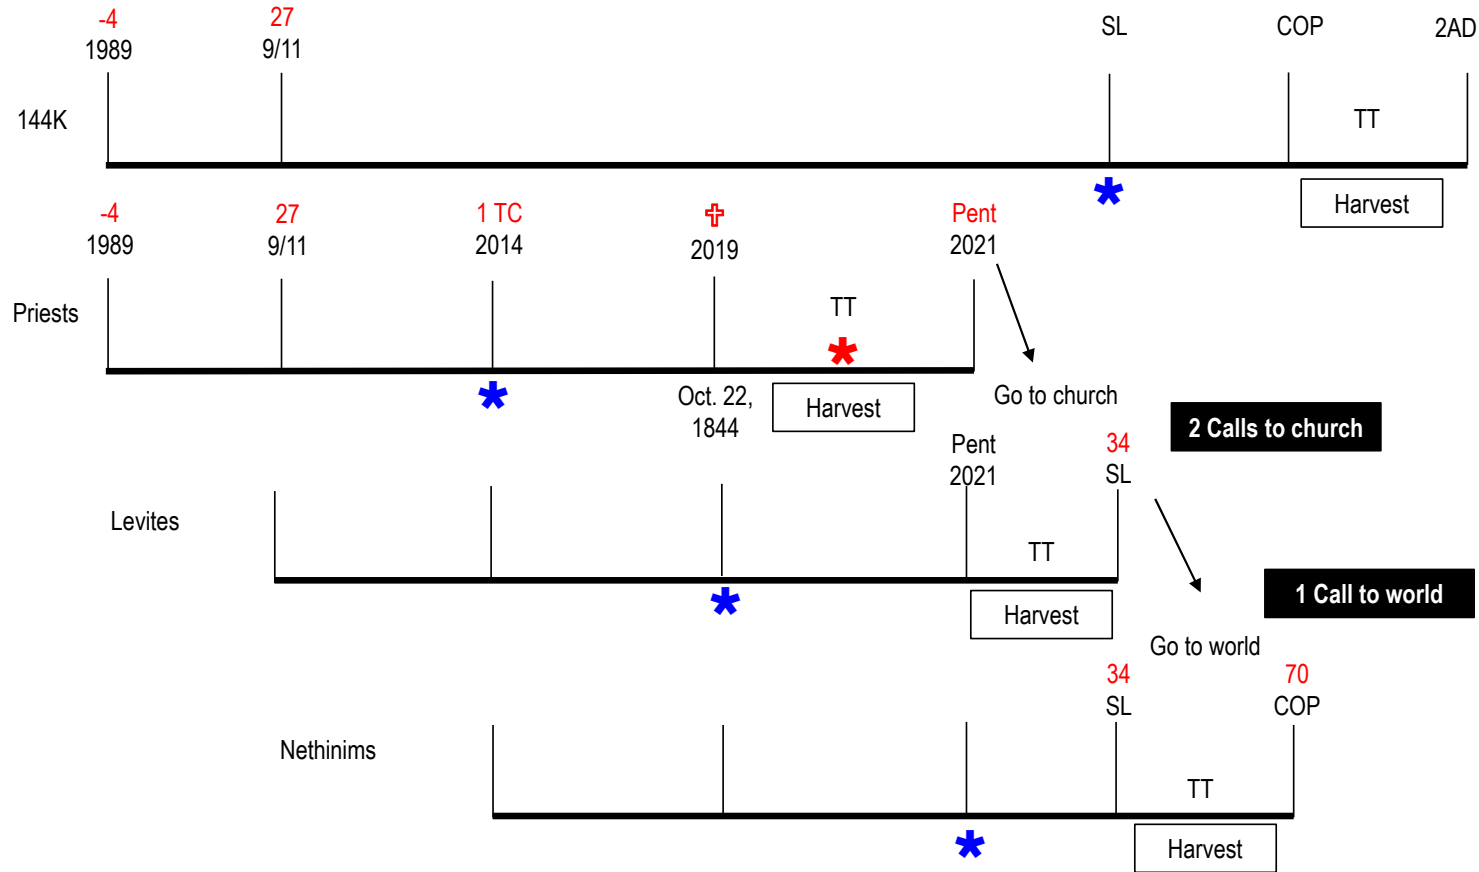 -4
1989
27
9/11
SL
COP
2AD
144K
TT
Harvest
-4
1989
27
9/11
1 TC
2014
2019
Pent
2021
Priests
TT
Oct. 22,
1844
Harvest
Go to church
2 Calls to church
Pent
2021
34
SL
Levites
TT
Harvest
1 Call to world
Go to world
34
SL
70
COP
Nethinims
TT
Harvest